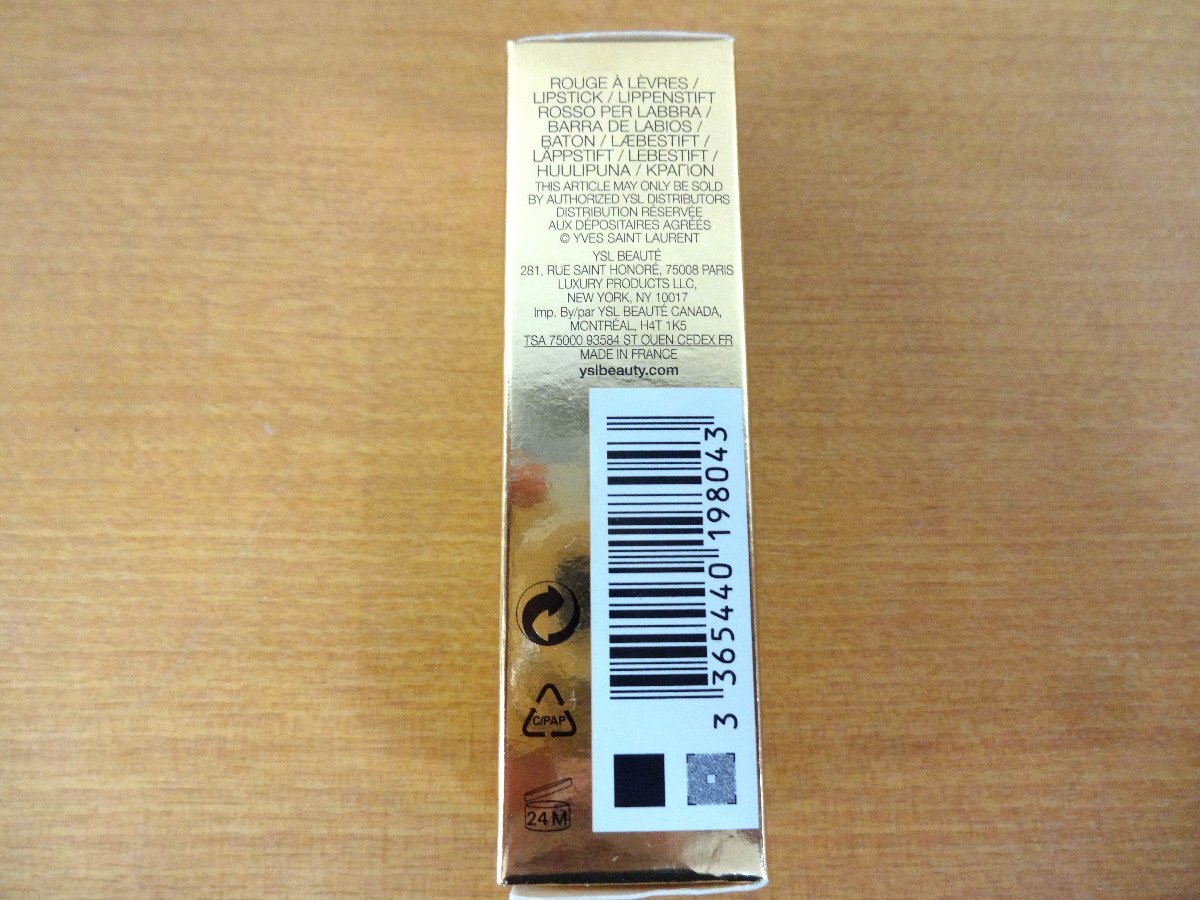 ROUGE À LÈVRES /
LIPSTICK / LIPPENSTIFT
ROSSO PER LABBRA /
BARRA DE LABIOS /
BATON / LÆBESTIFT /
LÄPPSTIFT / LEBESTIFT /
HUULIPUNA / ΚΡΑΓΙΟΝ
THIS ARTICLE MAY ONLY BE SOLD
BY AUTHORIZED YSL DISTRIBUTORS
DISTRIBUTION RÉSERVÉE
AUX DÉPOSITAIRES AGRÉÉS
© YVES SAINT LAURENT
YSL BEAUTÉ
281, RUE SAINT HONORÉ, 75008 PARIS
LUXURY PRODUCTS LLC,
NEW YORK, NY 10017
Imp. By/par YSL BEAUTÉ CANADA,
MONTRÉAL, H4T 1K5
TSA 75000 93584 ST OUEN CEDEX FR
MADE IN FRANCE
yslbeauty.com
3 365440 198043
C/PAP
24 M